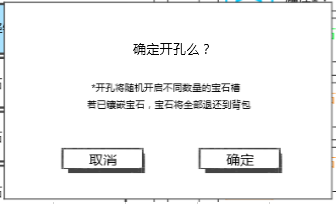 确定开孔么？
*开孔将随机开启不同数量的宝石槽
若已镶嵌宝石，宝石将全部退还到背包
取消
确定